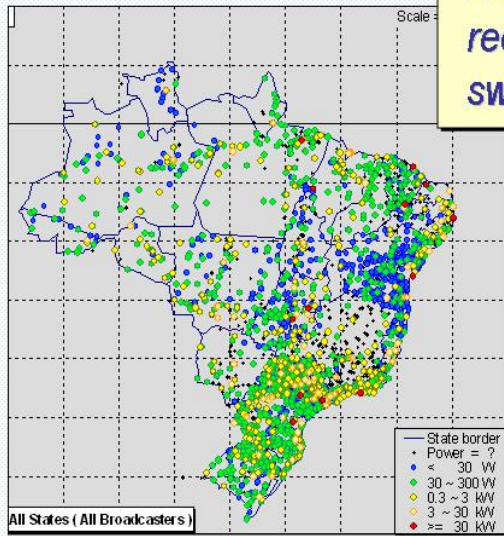 Scale =
sw
State border
Power = ?
< 30 W
30 ~ 300 W
0.3 ~ 3 kW
3 ~ 30 kW
>= 30 kW
All States ( All Broadcasters )